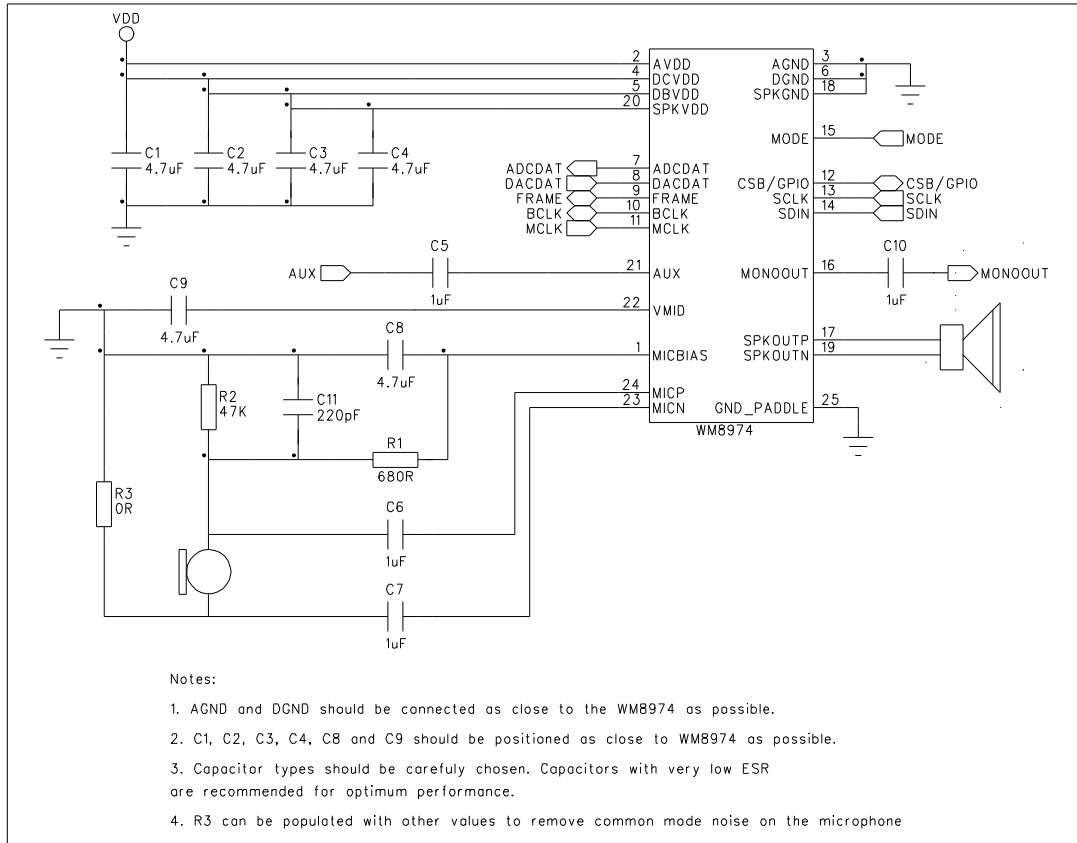 VDD
2 AVDD
4 DCVDD
5 DBVDD
20 SPKVDD
AGND 3
DGND 6
SPKGND 18
MODE 15 MODE
C1
4.7uF
C2
4.7uF
C3
4.7uF
C4
4.7uF
ADCDAT 7 ADCDAT
DACDAT 8 DACDAT
FRAME 9 FRAME
BCLK 10 BCLK
MCLK 11 MCLK
CSB/GPIO 12 CSB/GPIO
SCLK 13 SCLK
SDIN 14 SDIN
AUX C5 21 AUX
1uF
MONOOUT 16 C10 MONOOUT
1uF
C9 22 VMID
4.7uF
SPKOUTP 17
SPKOUTN 19
C8 1 MICBIAS
4.7uF
24 MICP
23 MICN
GND_PADDLE 25
WM8974
R2
47K
C11
220pF
R1
680R
R3
0R
C6
1uF
C7
1uF
Notes:
1. AGND and DGND should be connected as close to the WM8974 as possible.
2. C1, C2, C3, C4, C8 and C9 should be positioned as close to WM8974 as possible.
3. Capacitor types should be carefuly chosen. Capacitors with very low ESR
are recommended for optimum performance.
4. R3 can be populated with other values to remove common mode noise on the microphone